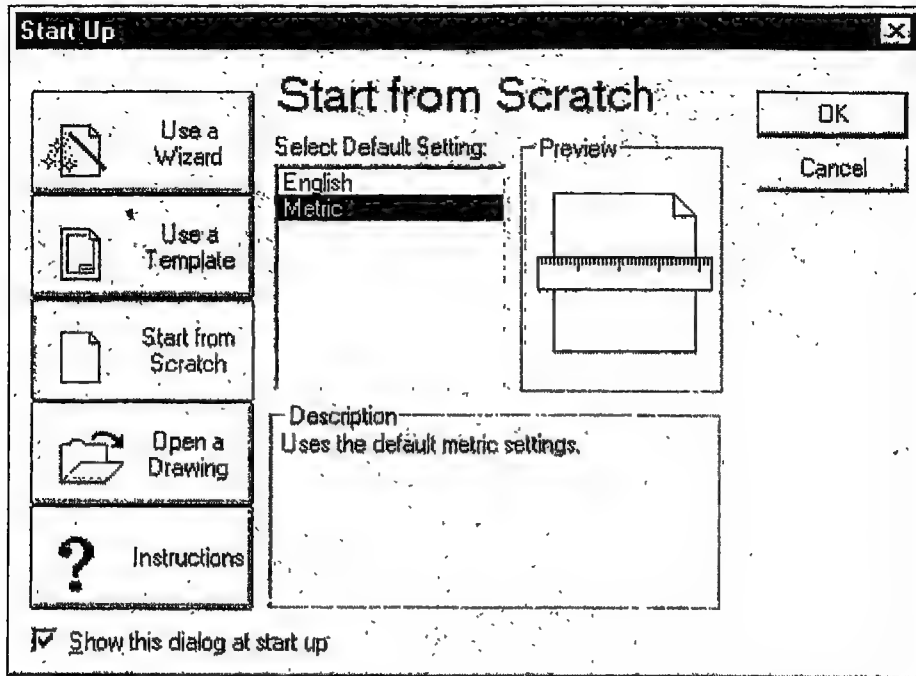 Start Up
Start from Scratch
Use a
Wizard
Use a
Template
Start from
Scratch
Open a
Drawing
Instructions
Select Default Setting:
English
Metric
Preview
OK
Cancel
Description
Uses the default metric settings.
Show this dialog at start up